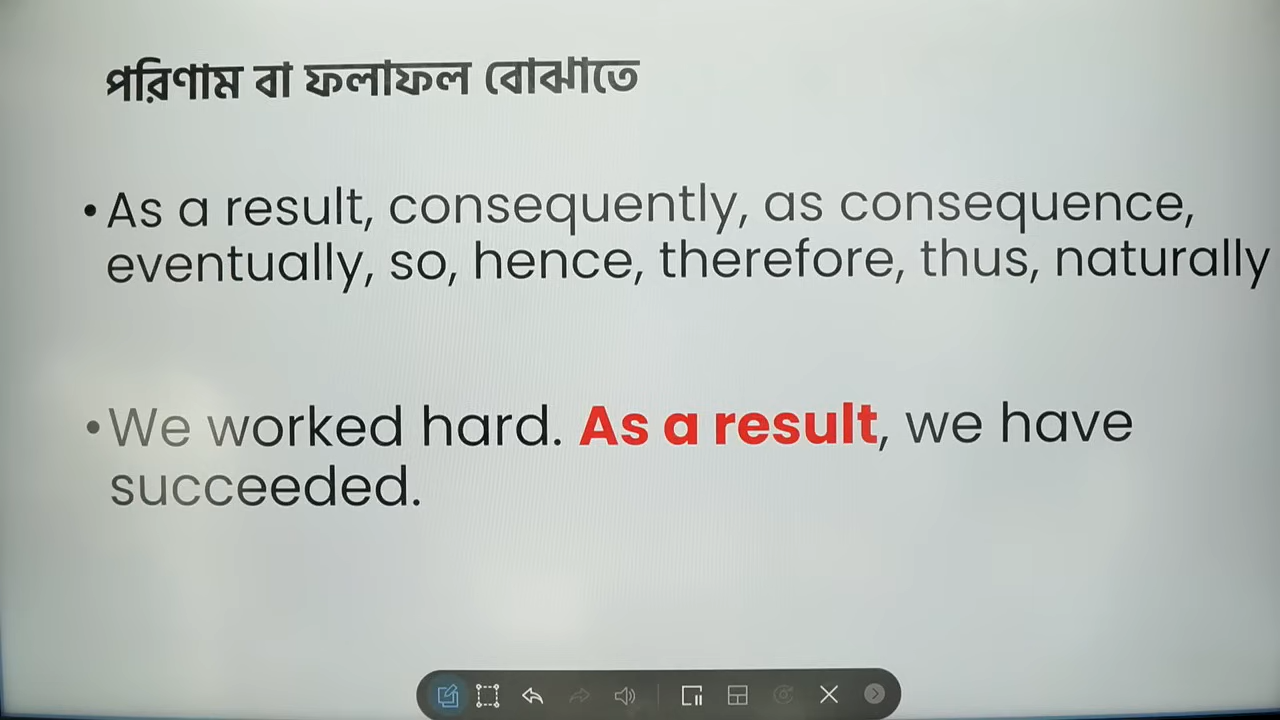 পরিণাম বা ফলাফল বোঝাতে
•As a result, consequently, as consequence,
eventually, so, hence, therefore, thus, naturally
•We worked hard. As a result, we have
succeeded.